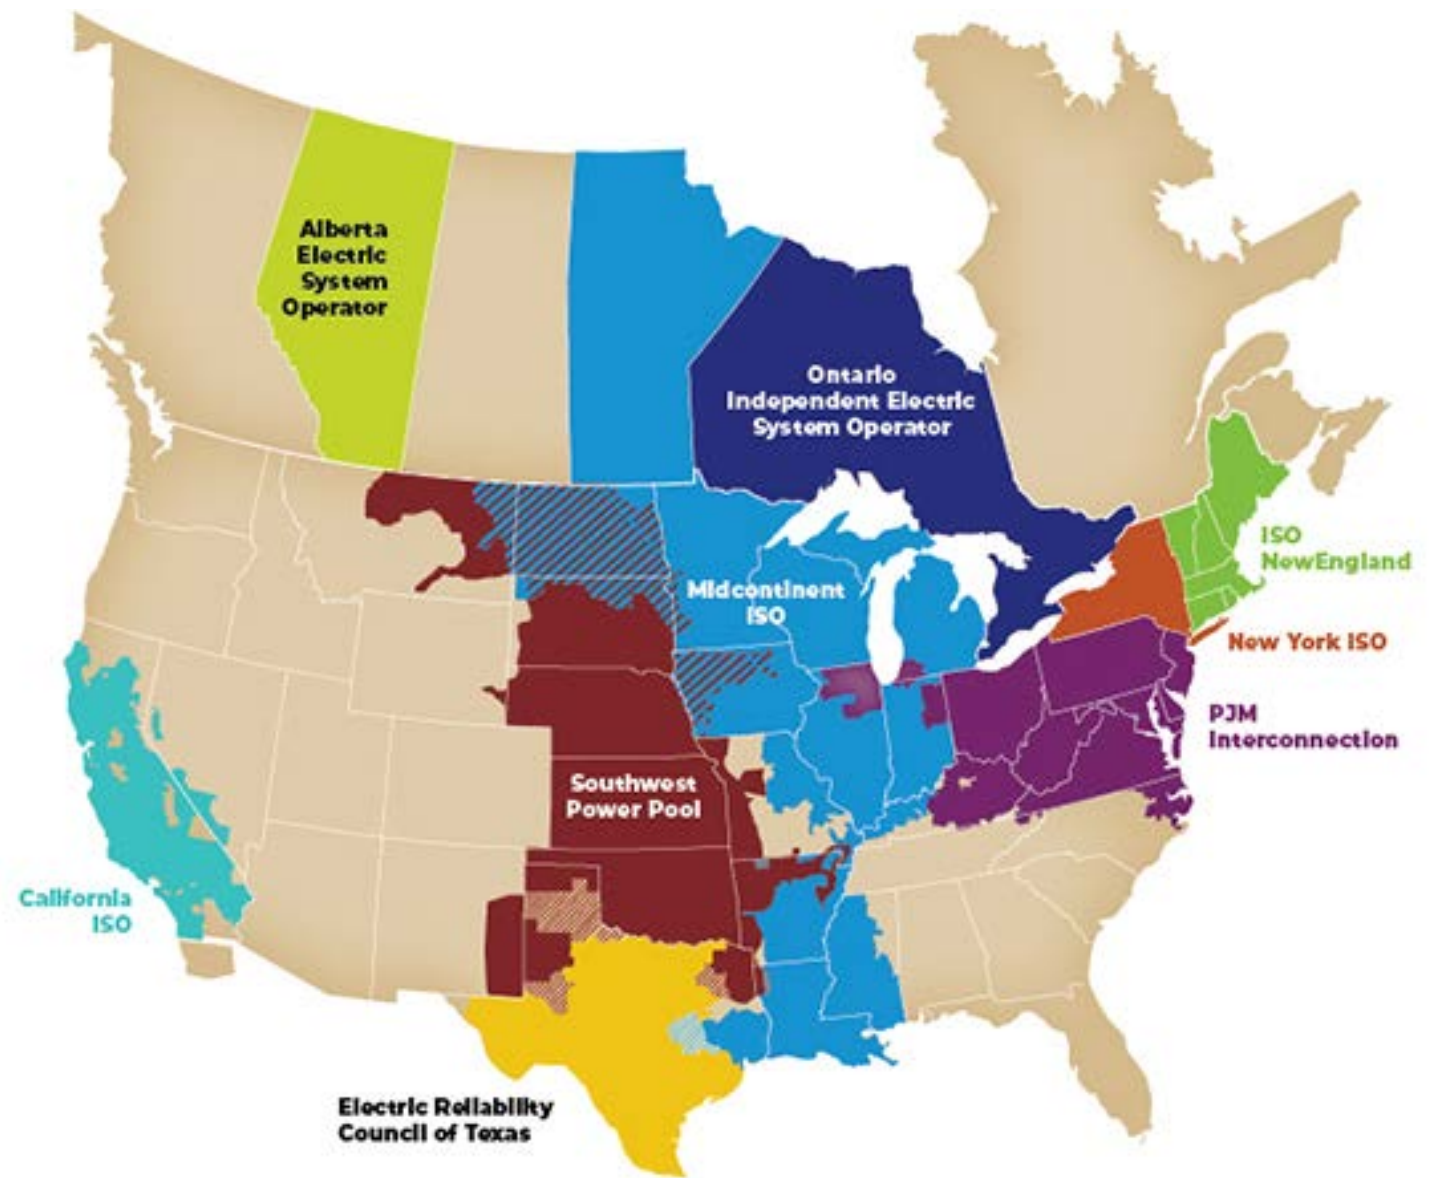 Alberta
Electric
System
Operator
Ontario
Independent Electric
System Operator
ISO
NewEngland
Midcontinent
ISO
New York ISO
PJM
Interconnection
Southwest
Power Pool
California
ISO
Electric Reliability
Council of Texas